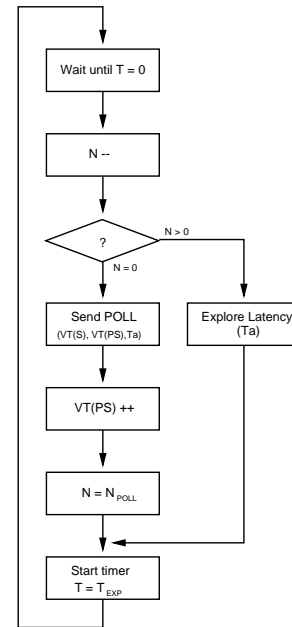 Wait until T = 0
N --
?
N > 0
N = 0
Send POLL
(VT(S), VT(PS),Ta)
Explore Latency
(Ta)
VT(PS) ++
N = N POLL
Start timer
T = T EXP